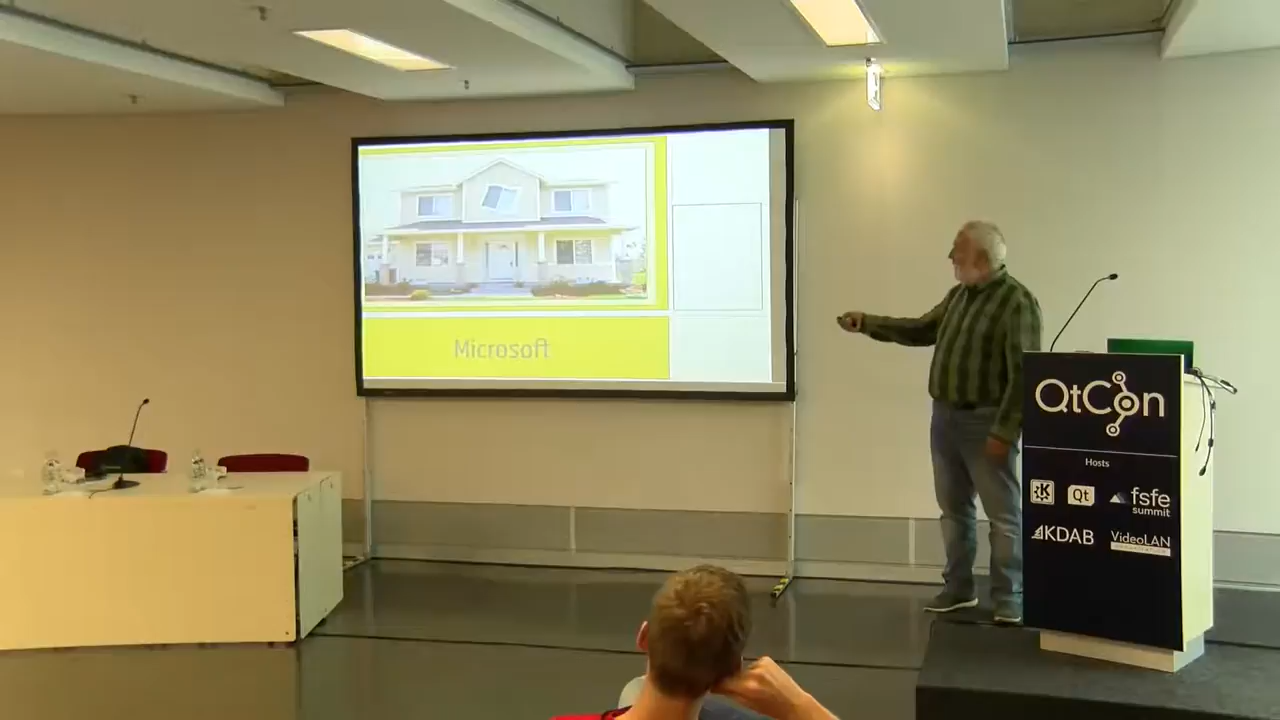 Microsoft
QtCon
Hosts
K
Qt
fsfe
summit
KDAB
VideoLAN